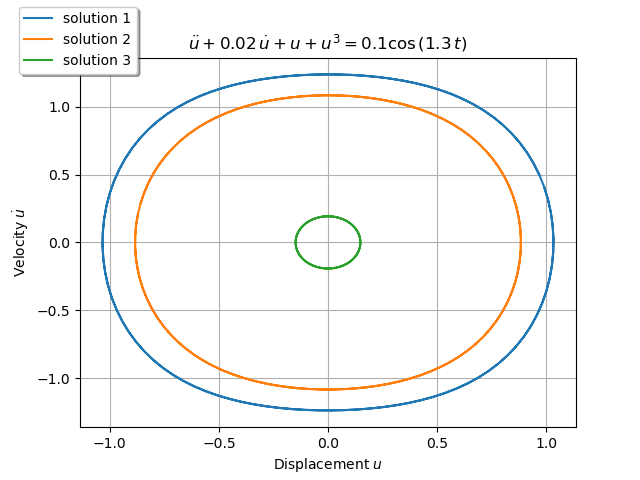 solution 1
solution 2
solution 3
ü + 0.02 u̇ + u + u³ = 0.1cos (1.3 t)
Velocity u̇
1.0
0.5
0.0
−0.5
−1.0
−1.0
−0.5
0.0
0.5
1.0
Displacement u